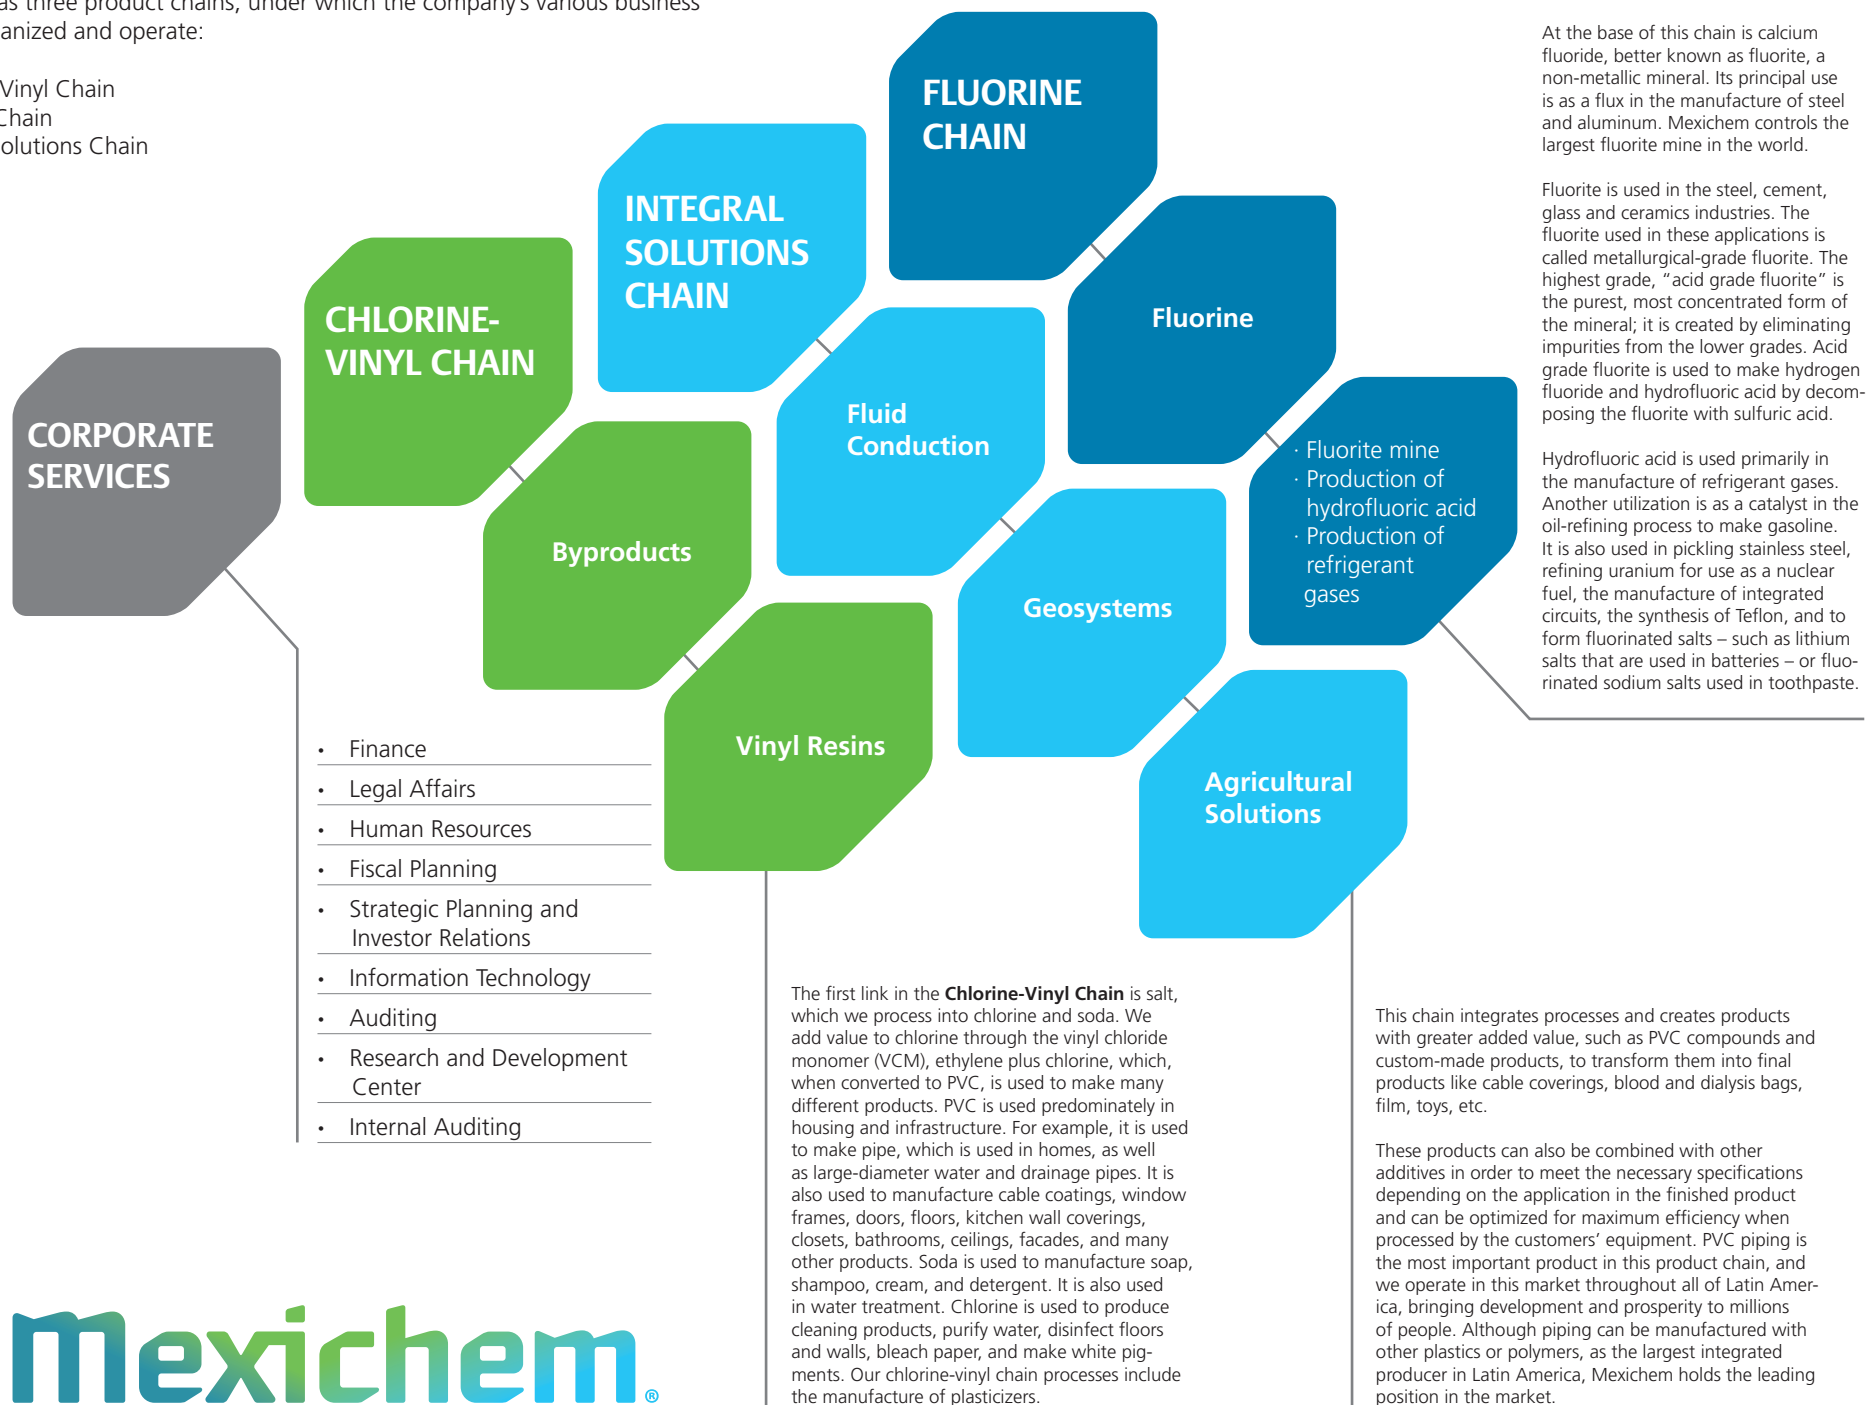 as three product chains, under which the company's various business
anized and operate:
Vinyl Chain
Chain
olutions Chain
FLUORINE
CHAIN
INTEGRAL
SOLUTIONS
CHAIN
CHLORINE-
VINYL CHAIN
CORPORATE
SERVICES
Fluorine
Fluid
Conduction
Byproducts
· Fluorite mine
· Production of
hydrofluoric acid
· Production of
refrigerant
gases
Geosystems
Vinyl Resins
Agricultural
Solutions
At the base of this chain is calcium
fluoride, better known as fluorite, a
non-metallic mineral. Its principal use
is as a flux in the manufacture of steel
and aluminum. Mexichem controls the
largest fluorite mine in the world.
Fluorite is used in the steel, cement,
glass and ceramics industries. The
fluorite used in these applications is
called metallurgical-grade fluorite. The
highest grade, “acid grade fluorite” is
the purest, most concentrated form of
the mineral; it is created by eliminating
impurities from the lower grades. Acid
grade fluorite is used to make hydrogen
fluoride and hydrofluoric acid by decom-
posing the fluorite with sulfuric acid.
Hydrofluoric acid is used primarily in
the manufacture of refrigerant gases.
Another utilization is as a catalyst in the
oil-refining process to make gasoline.
It is also used in pickling stainless steel,
refining uranium for use as a nuclear
fuel, the manufacture of integrated
circuits, the synthesis of Teflon, and to
form fluorinated salts – such as lithium
salts that are used in batteries – or fluo-
rinated sodium salts used in toothpaste.
• Finance
• Legal Affairs
• Human Resources
• Fiscal Planning
• Strategic Planning and
Investor Relations
• Information Technology
• Auditing
• Research and Development
Center
• Internal Auditing
The first link in the Chlorine-Vinyl Chain is salt,
which we process into chlorine and soda. We
add value to chlorine through the vinyl chloride
monomer (VCM), ethylene plus chlorine, which,
when converted to PVC, is used to make many
different products. PVC is used predominately in
housing and infrastructure. For example, it is used
to make pipe, which is used in homes, as well
as large-diameter water and drainage pipes. It is
also used to manufacture cable coatings, window
frames, doors, floors, kitchen wall coverings,
closets, bathrooms, ceilings, facades, and many
other products. Soda is used to manufacture soap,
shampoo, cream, and detergent. It is also used
in water treatment. Chlorine is used to produce
cleaning products, purify water, disinfect floors
and walls, bleach paper, and make white pig-
ments. Our chlorine-vinyl chain processes include
the manufacture of plasticizers.
This chain integrates processes and creates products
with greater added value, such as PVC compounds and
custom-made products, to transform them into final
products like cable coverings, blood and dialysis bags,
film, toys, etc.
These products can also be combined with other
additives in order to meet the necessary specifications
depending on the application in the finished product
and can be optimized for maximum efficiency when
processed by the customers’ equipment. PVC piping is
the most important product in this product chain, and
we operate in this market throughout all of Latin Amer-
ica, bringing development and prosperity to millions
of people. Although piping can be manufactured with
other plastics or polymers, as the largest integrated
producer in Latin America, Mexichem holds the leading
position in the market.
Mexichem®